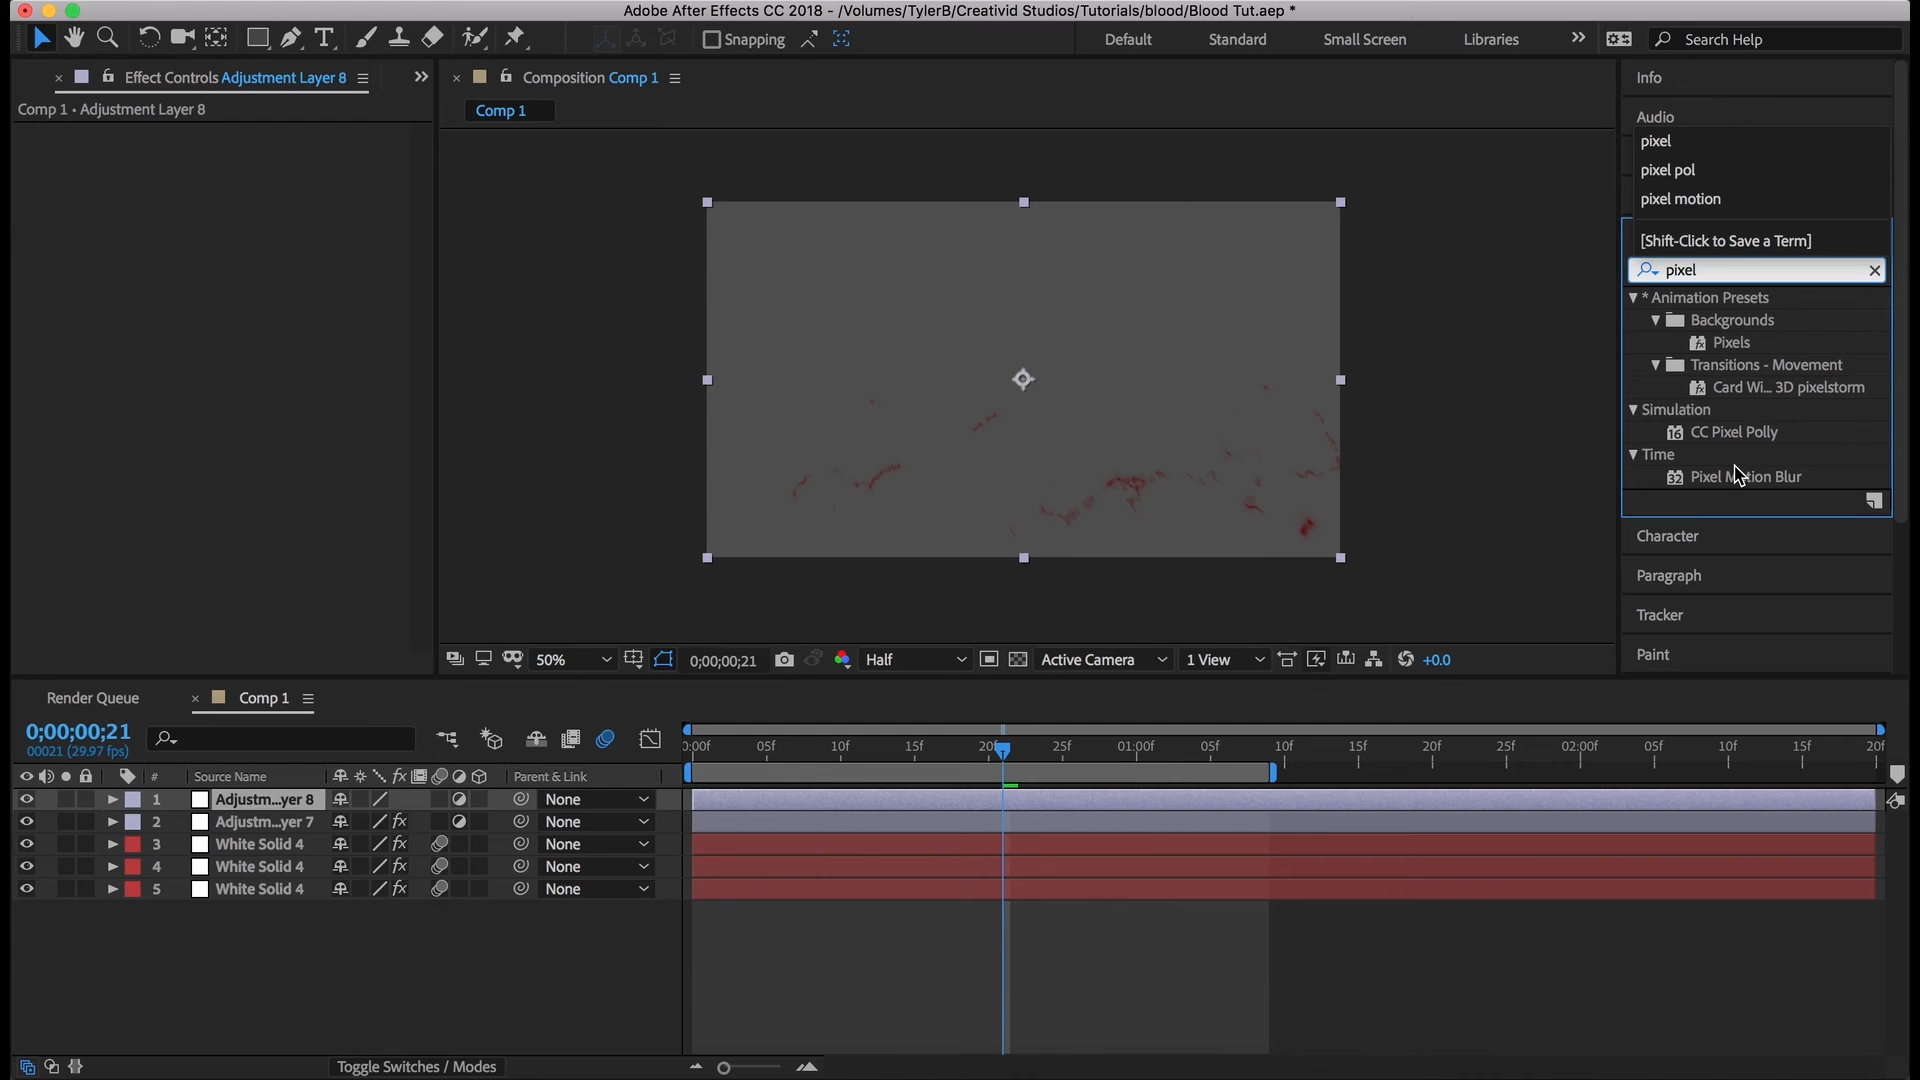 Adobe After Effects CC 2018 - /Volumes/TylerB/Creativid Studios/Tutorials/blood/Blood Tut.aep *
Snapping
Default
Standard
Small Screen
Libraries
Search Help
Effect Controls Adjustment Layer 8
Comp 1 • Adjustment Layer 8
Composition Comp 1
Comp 1
Info
Audio
pixel
pixel pol
pixel motion
[Shift-Click to Save a Term]
pixel
* Animation Presets
Backgrounds
Pixels
Transitions - Movement
Card Wi... 3D pixelstorm
Simulation
16 CC Pixel Polly
Time
32 Pixel Motion Blur
Character
Paragraph
Tracker
Paint
50%
0;00;00;21
Half
Active Camera
1 View
+0.0
Render Queue
Comp 1
0;00;00;21
00021 (29.97 fps)
0:00f 05f 10f 15f 20f 25f 01:00f 05f 10f 15f 20f 25f 02:00f 05f 10f 15f 20f
# Source Name fx Parent & Link
1 Adjustm...yer 8 None
2 Adjustm...yer 7 fx None
3 White Solid 4 fx None
4 White Solid 4 fx None
5 White Solid 4 fx None
Toggle Switches / Modes